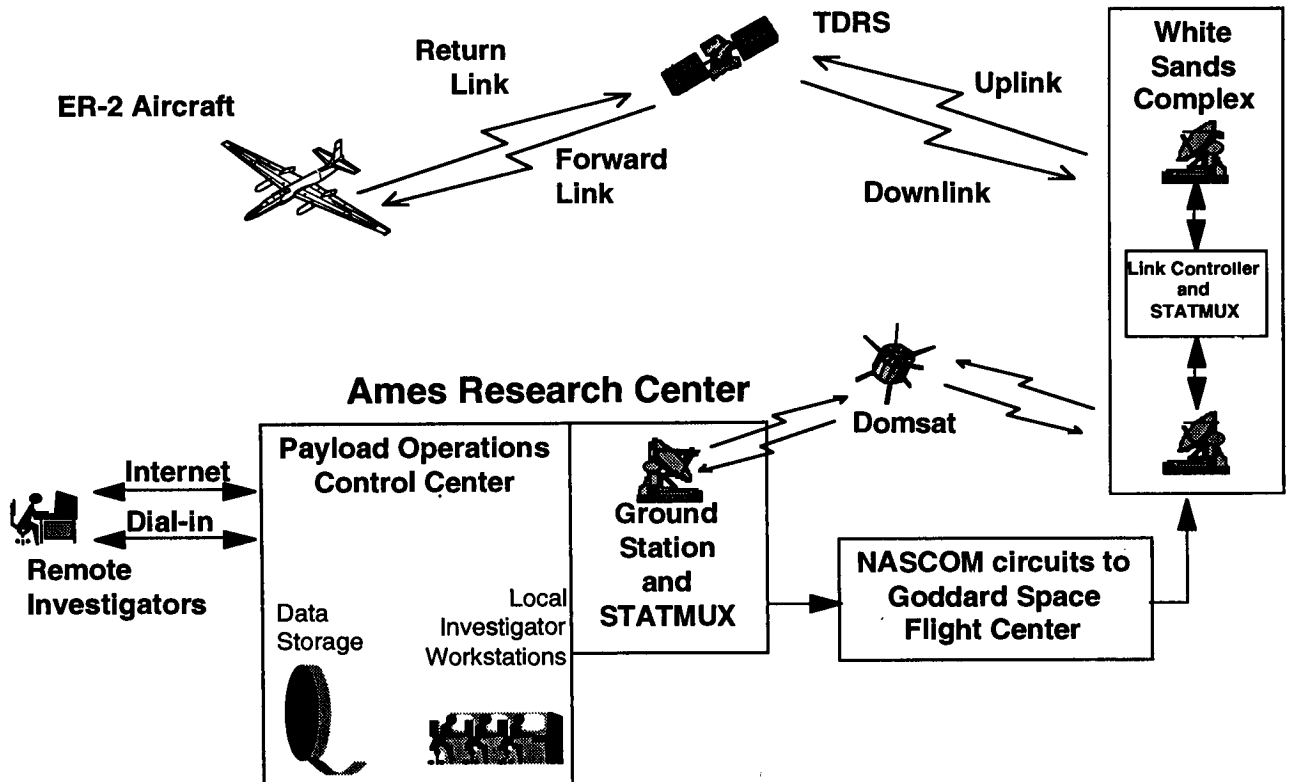 TDRS
Return
Link
ER-2 Aircraft
Forward
Link
Uplink
Downlink
White
Sands
Complex
Link Controller
and
STATMUX
Domsat
Ames Research Center
Payload Operations
Control Center
Internet
Dial-in
Remote
Investigators
Data
Storage
Local
Investigator
Workstations
Ground
Station
and
STATMUX
NASCOM circuits to
Goddard Space
Flight Center